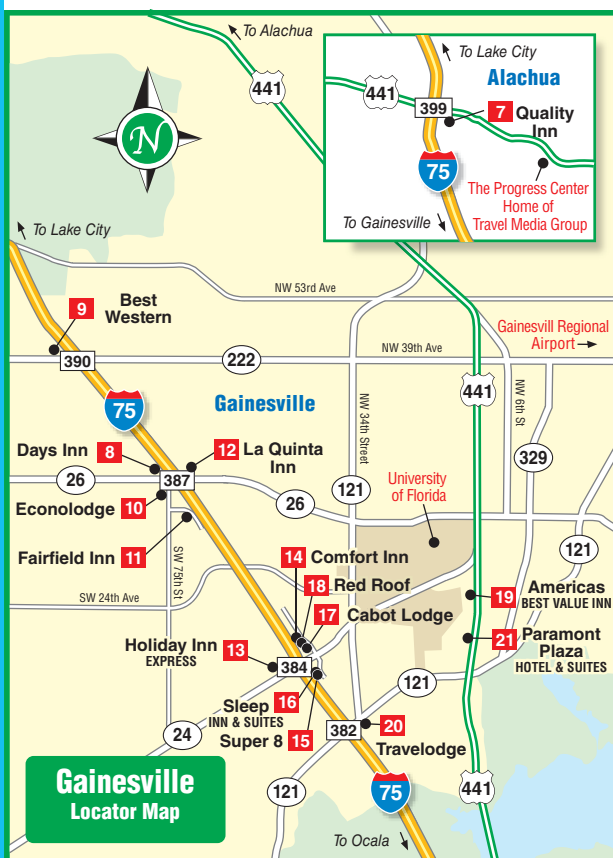 To Alachua
441
N
To Lake City
Alachua
441
399
7 Quality
Inn
75
The Progress Center
Home of
Travel Media Group
To Gainesville
To Lake City
NW 53rd Ave
9 Best
Western
Gainesvill Regional
Airport
390
222
NW 39th Ave
441
NW 6th St
75
Gainesville
NW 34th Street
Days Inn 8
12 La Quinta
Inn
329
26
387
University
of Florida
121
Econolodge 10
26
Fairfield Inn 11
SW 75th St
121
14 Comfort Inn
18 Red Roof
17 Cabot Lodge
SW 24th Ave
19 Americas
BEST VALUE INN
21 Paramont
Plaza
HOTEL & SUITES
Holiday Inn 13
EXPRESS
384
121
Sleep 16
INN & SUITES
Super 8 15
24
382
20
Travelodge
Gainesville
Locator Map
121
75
441
To Ocala